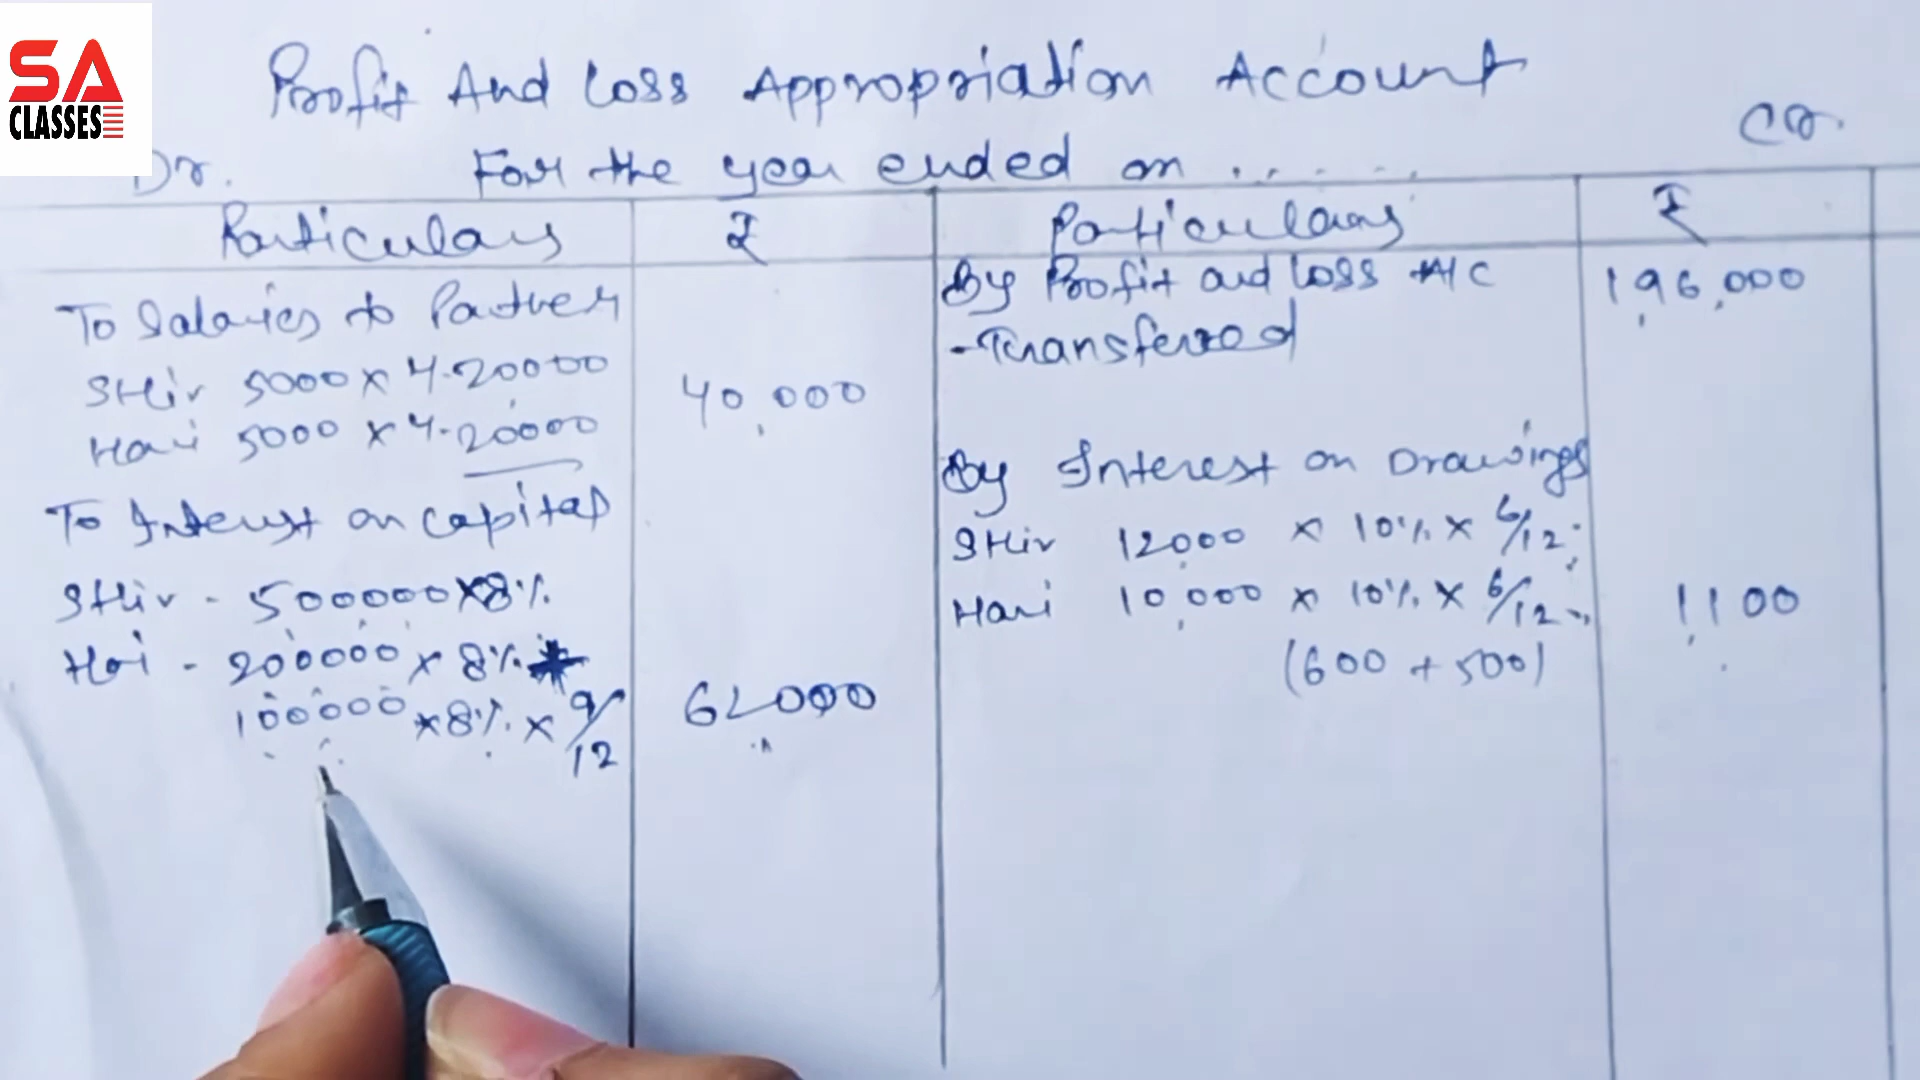 SA
CLASSES
Profit And Loss Appropriation Account
Dr. For the year ended on ...... Cr.
Particulars ₹ Particulars ₹
To Salaries to Partner
SHiv 5000 x 4 - 20000
Hari 5000 x 4 - 20000
40,000
To Interest on Capital
SHiv - 500000 x 8%
Hari - 200000 x 8%
100000 x 8% x 9/12
62000
By Profit and Loss A/C 196,000
- Transferred
By Interest on Drawings
SHiv 12000 x 10% x 6/12
Hari 10,000 x 10% x 6/12 1100
(600 + 500)